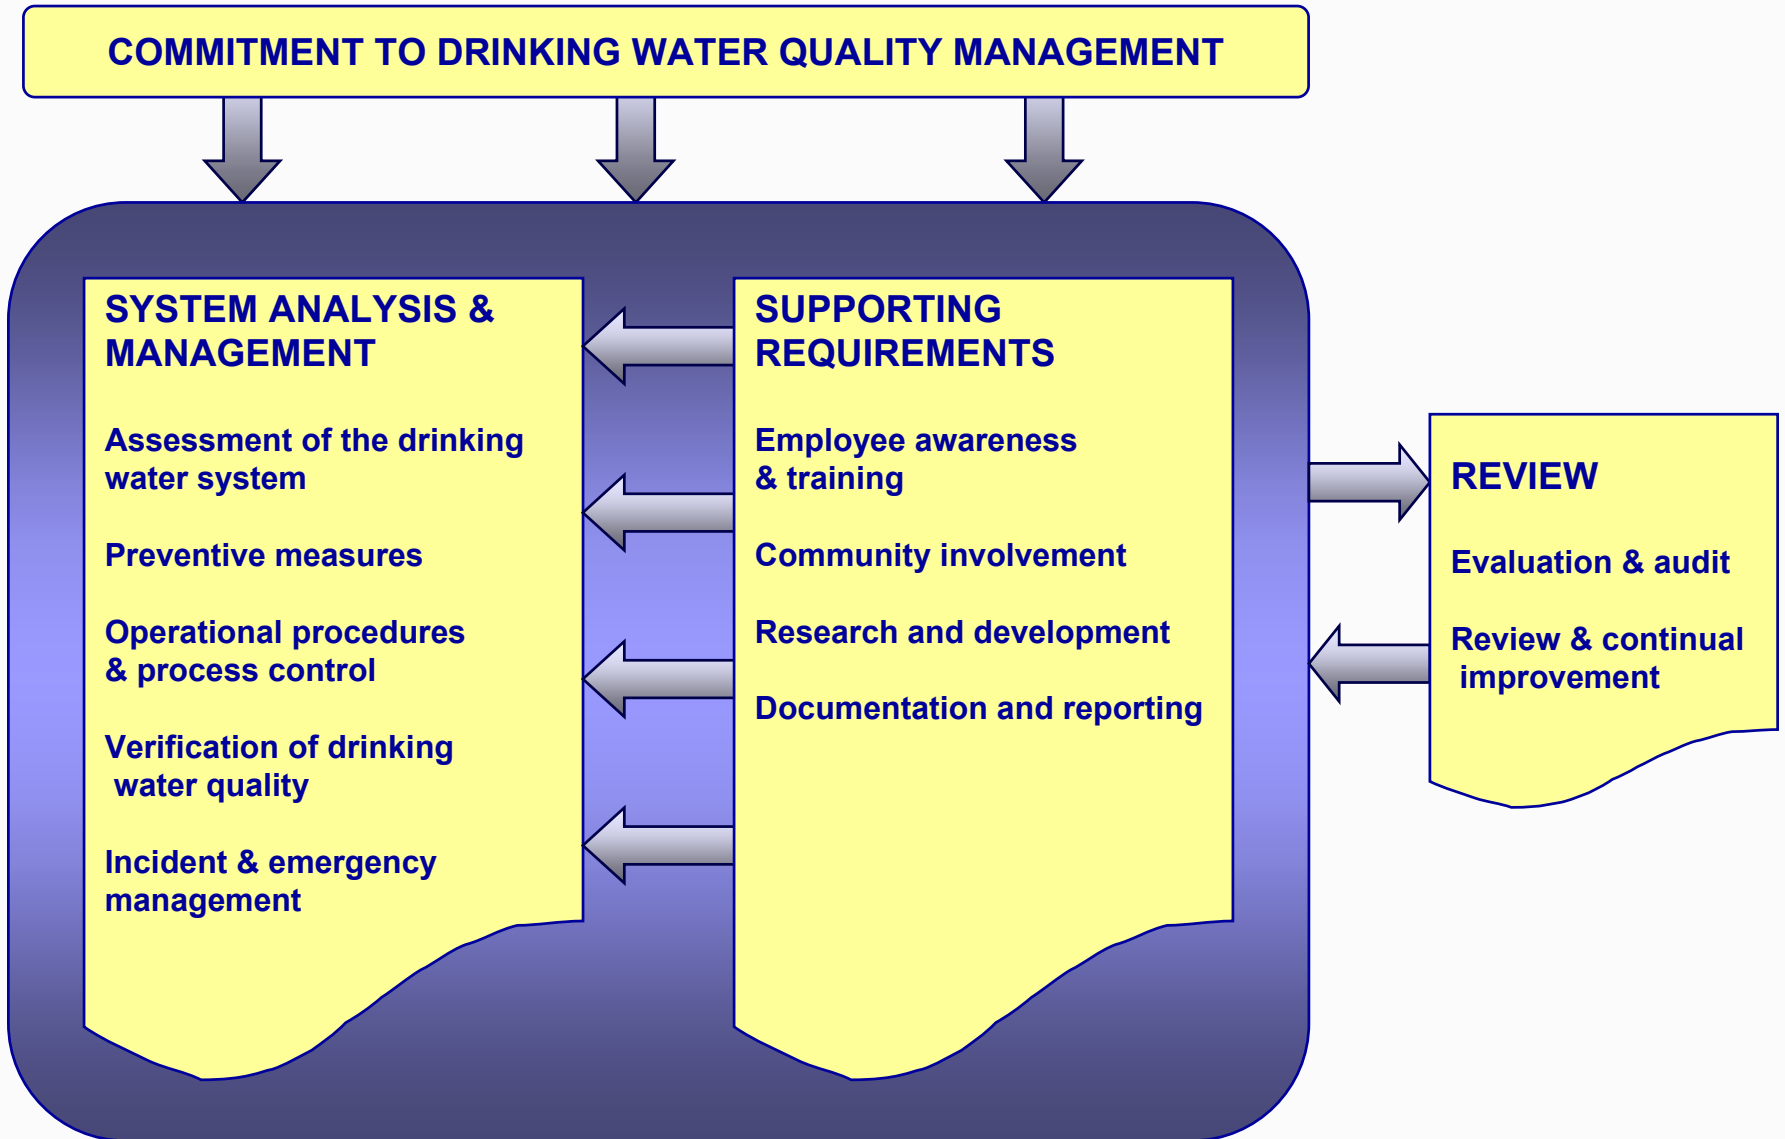 COMMITMENT TO DRINKING WATER QUALITY MANAGEMENT
SYSTEM ANALYSIS &
MANAGEMENT
Assessment of the drinking
water system
Preventive measures
Operational procedures
& process control
Verification of drinking
water quality
Incident & emergency
management
SUPPORTING
REQUIREMENTS
Employee awareness
& training
Community involvement
Research and development
Documentation and reporting
REVIEW
Evaluation & audit
Review & continual
improvement